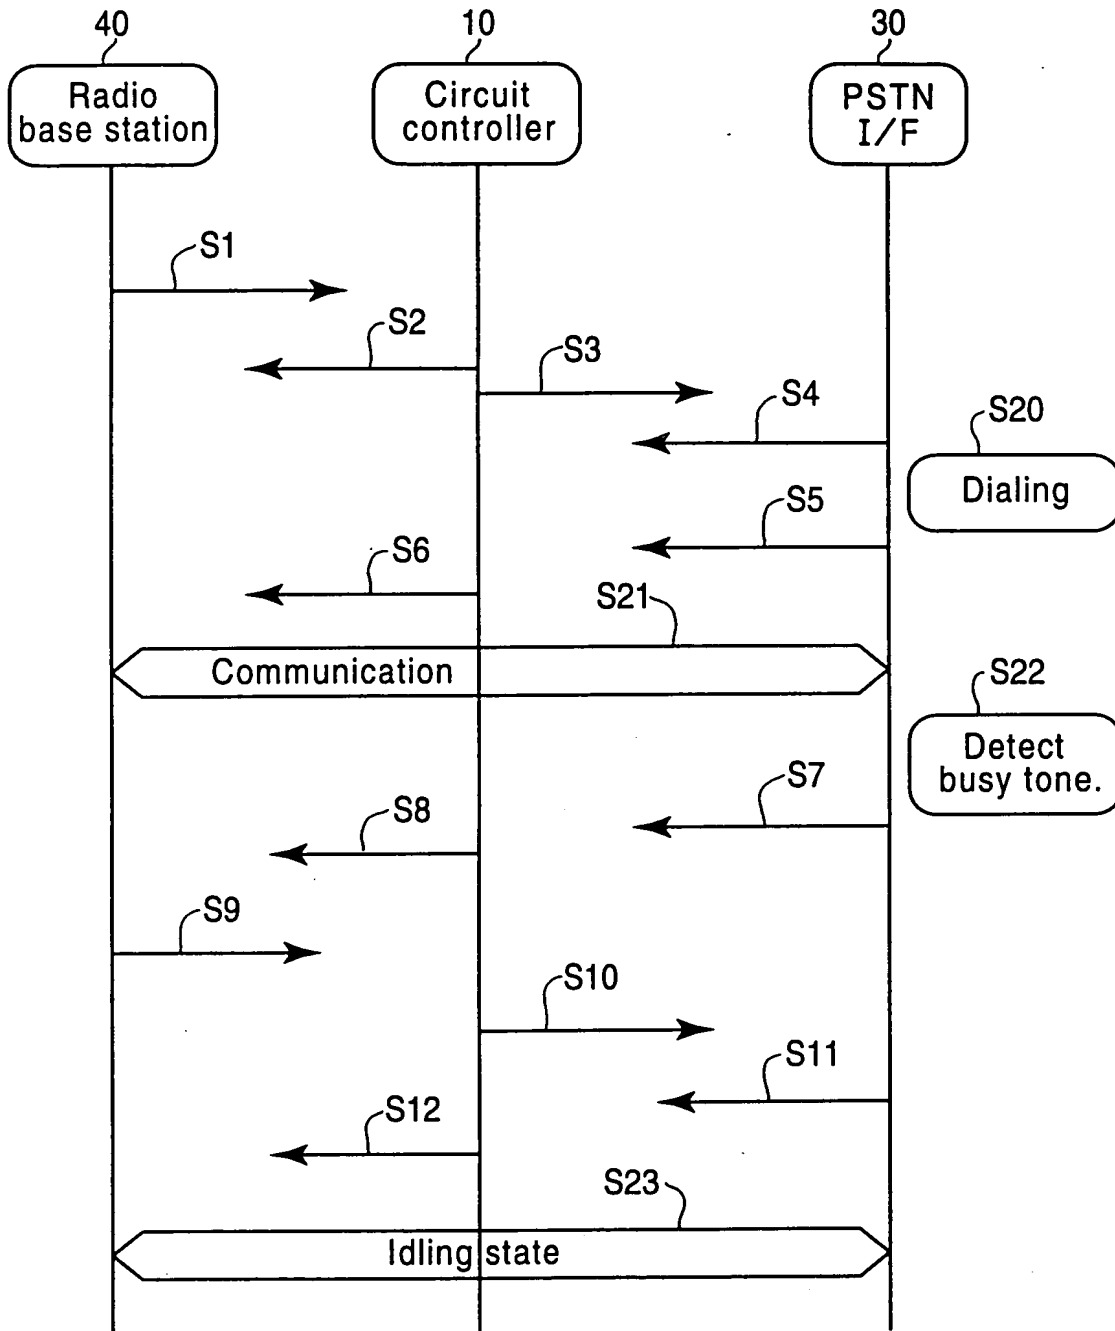 40
10
30
Radio
base station
Circuit
controller
PSTN
I/F
S1
S2
S3
S4
S20
Dialing
S5
S6
S21
Communication
S22
Detect
busy tone.
S7
S8
S9
S10
S11
S12
S23
Idling state